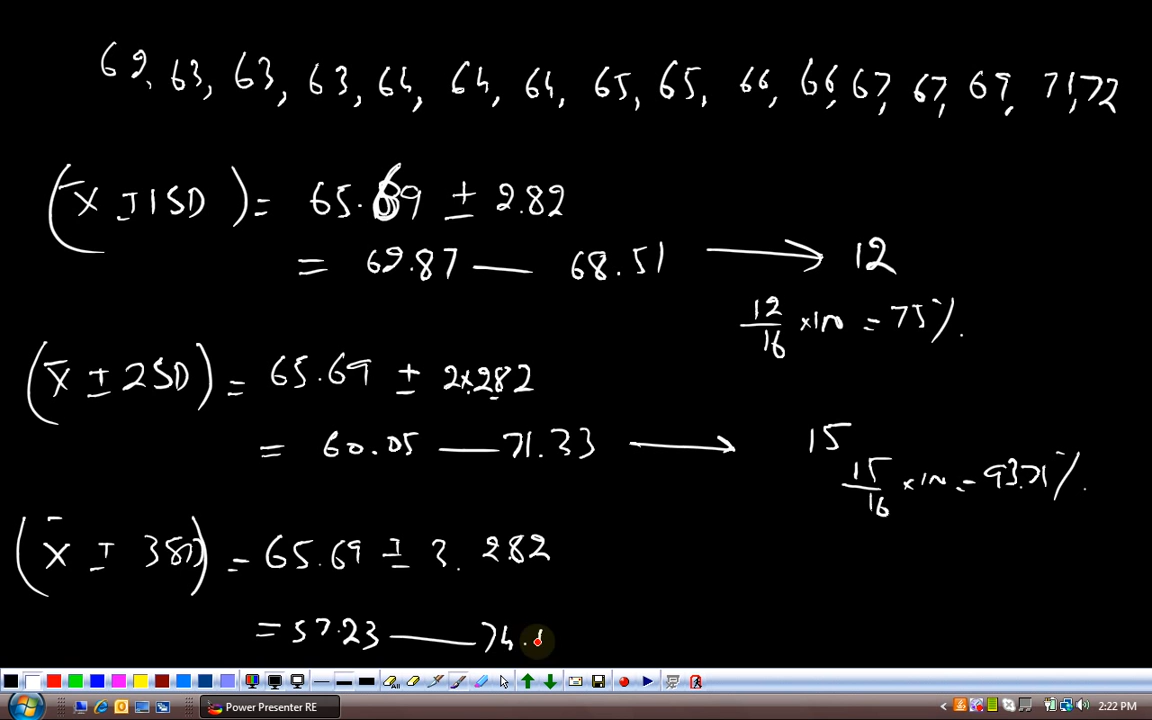 62, 63, 63, 63, 64, 64, 64, 65, 65, 66, 66, 67, 67, 69, 71, 72
(x̄ ± 1SD) = 65.69 ± 2.82
= 62.87 — 68.51 → 12
12/16 × 100 = 75%.
(x̄ ± 2SD) = 65.69 ± 2×2.82
= 60.05 — 71.33 → 15
15/16 × 100 = 93.75%.
(x̄ ± 3SD) = 65.69 ± 3. 2.82
= 57.23 — 74.
Power Presenter RE
2:22 PM